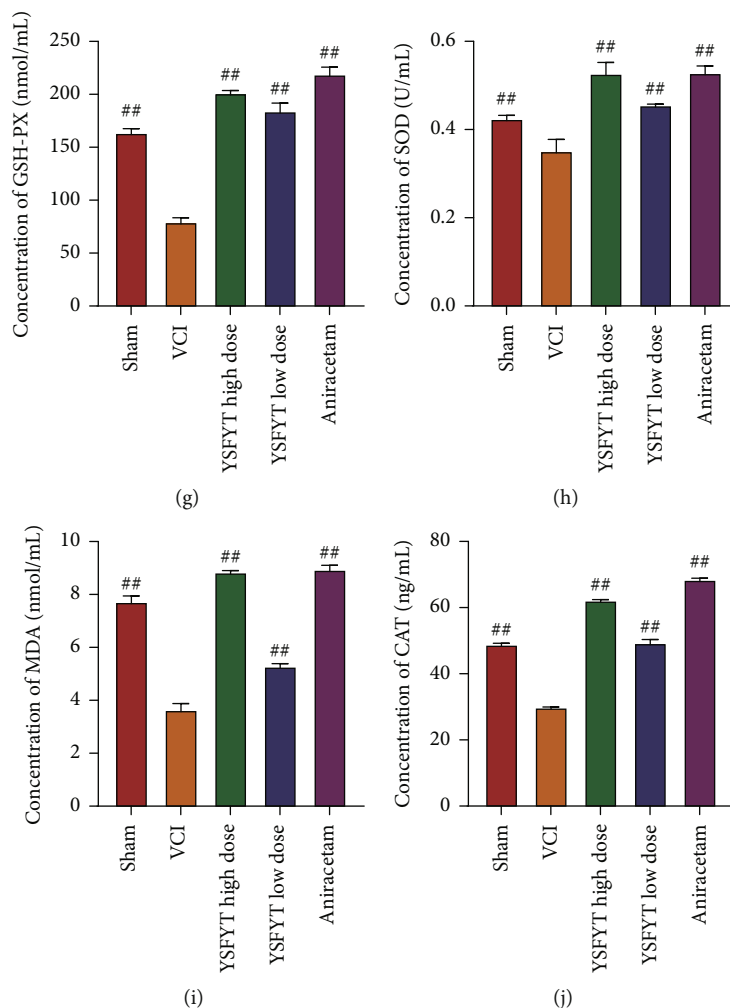 Concentration of GSH-PX (nmol/mL)
250
200
150
100
50
0
##
##
##
##
Sham
VCI
YSFYT high dose
YSFYT low dose
Aniracetam
(g)
Concentration of SOD (U/mL)
0.6
0.4
0.2
0.0
##
##
##
##
Sham
VCI
YSFYT high dose
YSFYT low dose
Aniracetam
(h)
Concentration of MDA (nmol/mL)
10
8
6
4
2
0
##
##
##
##
Sham
VCI
YSFYT high dose
YSFYT low dose
Aniracetam
(i)
Concentration of CAT (ng/mL)
80
60
40
20
0
##
##
##
##
Sham
VCI
YSFYT high dose
YSFYT low dose
Aniracetam
(j)